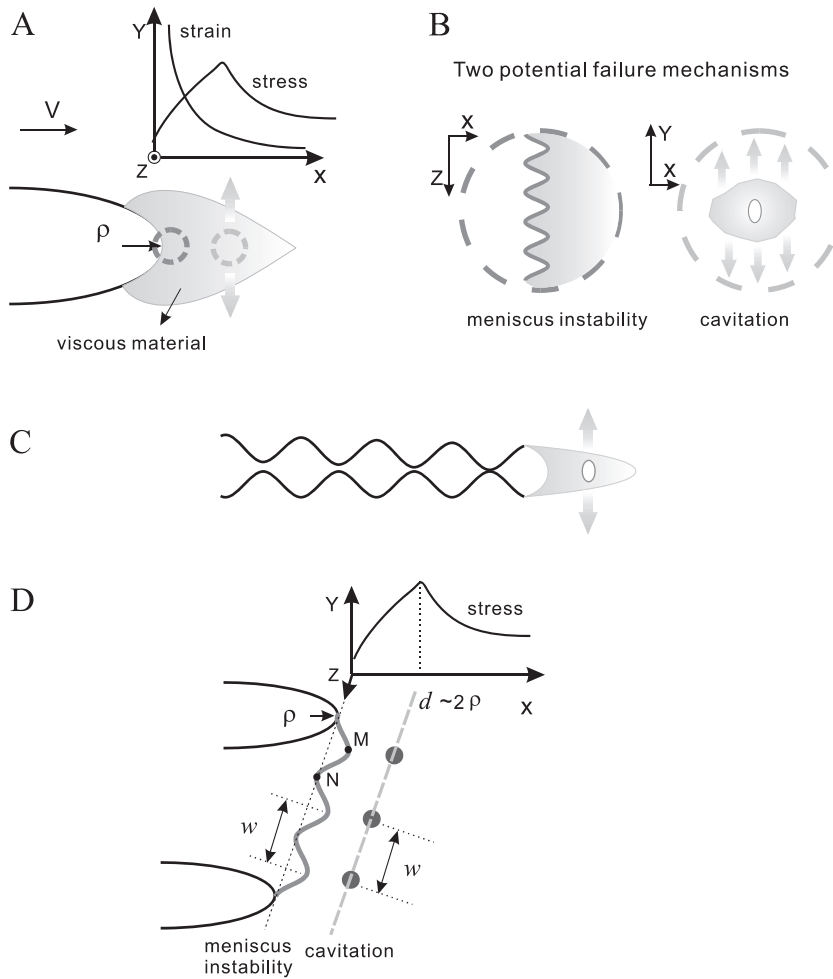 A
Y
strain
stress
V
Z
X
ρ
viscous material
B
Two potential failure mechanisms
X
Z
Y
X
meniscus instability
cavitation
C
D
Y
stress
Z
X
d ~2 ρ
ρ
M
N
w
w
meniscus
instability
cavitation